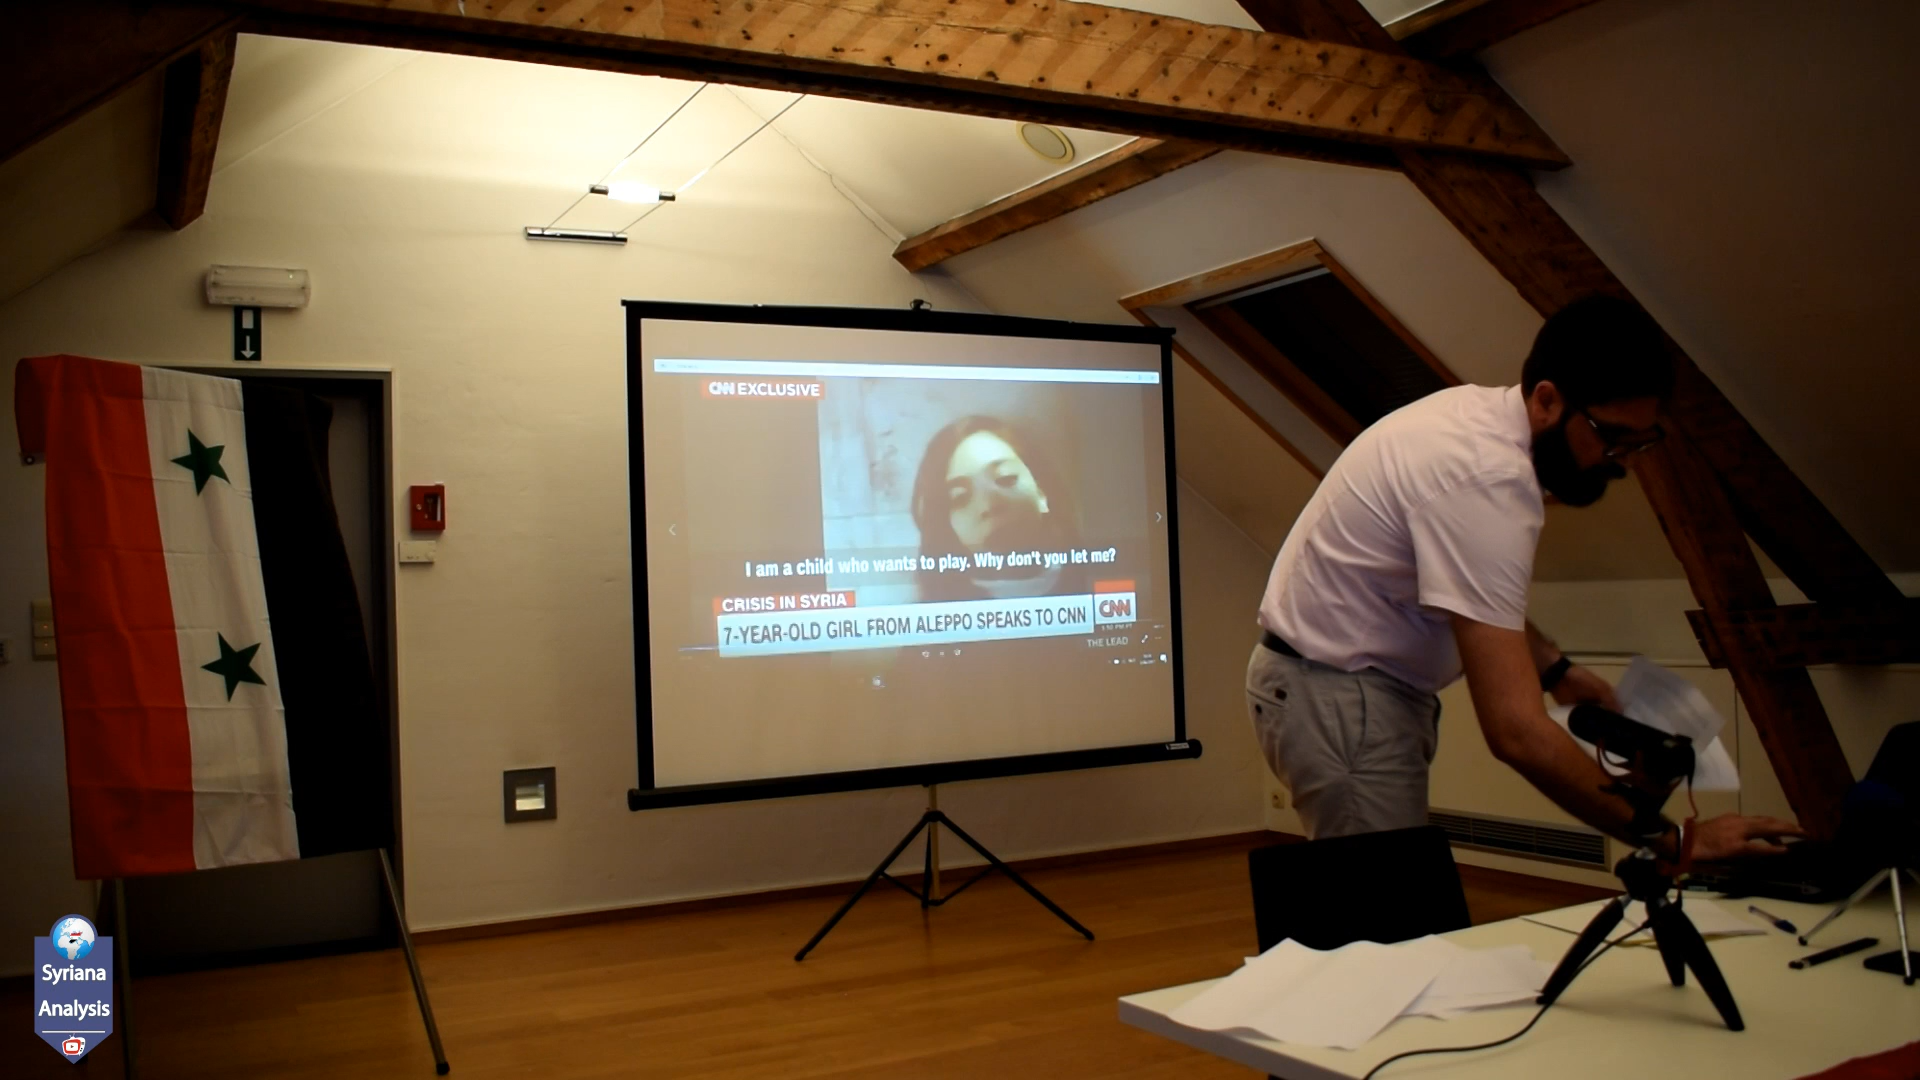 CNN EXCLUSIVE
I am a child who wants to play. Why don't you let me?
CRISIS IN SYRIA
7-YEAR-OLD GIRL FROM ALEPPO SPEAKS TO CNN
CNN
THE LEAD
Syriana
Analysis